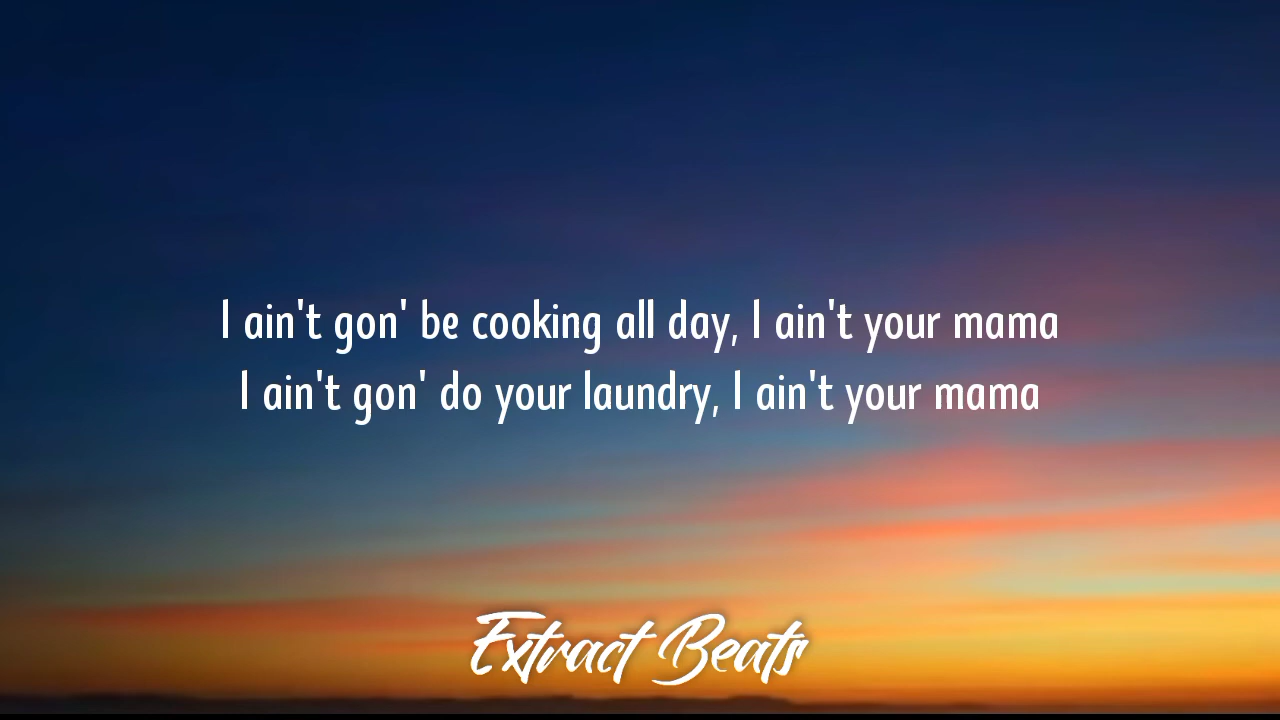 I ain't gon' be cooking all day, I ain't your mama
I ain't gon' do your laundry, I ain't your mama
Extract Beats